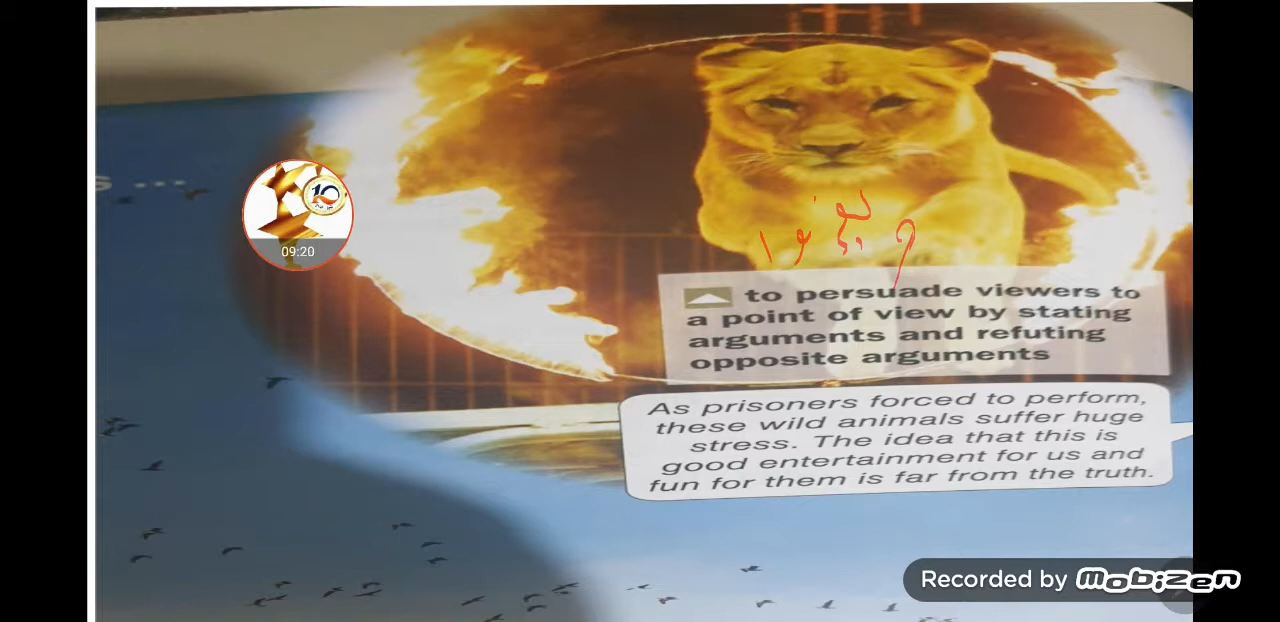 s ...
10
09:20
to persuade viewers to
a point of view by stating
arguments and refuting
opposite arguments
As prisoners forced to perform,
these wild animals suffer huge
stress. The idea that this is
good entertainment for us and
fun for them is far from the truth.
Recorded by mobizen